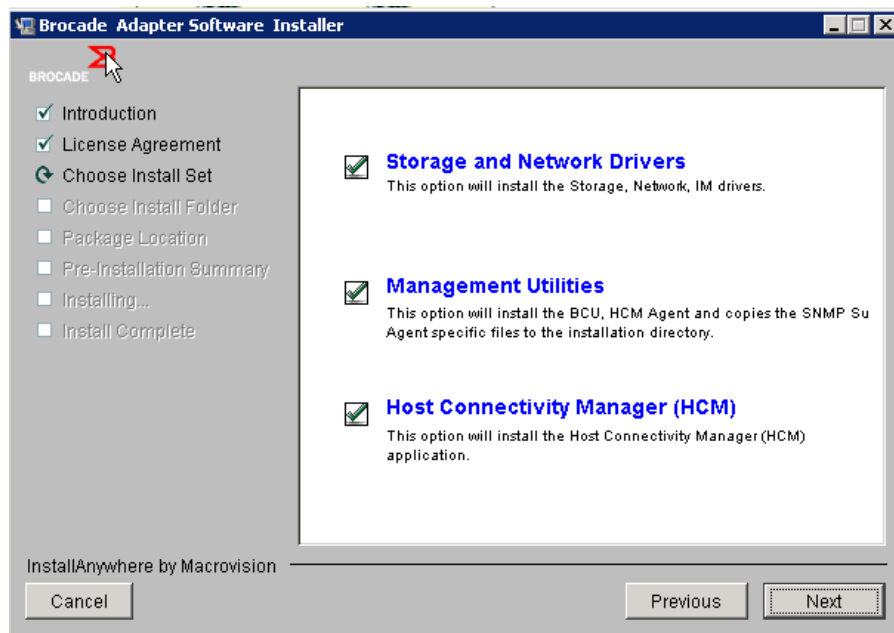 Brocade Adapter Software Installer
BROCADE
Introduction
License Agreement
Choose Install Set
Choose Install Folder
Package Location
Pre-Installation Summary
Installing...
Install Complete
Storage and Network Drivers
This option will install the Storage, Network, IM drivers.
Management Utilities
This option will install the BCU, HCM Agent and copies the SNMP Su
Agent specific files to the installation directory.
Host Connectivity Manager (HCM)
This option will install the Host Connectivity Manager (HCM)
application.
InstallAnywhere by Macrovision
Cancel
Previous
Next